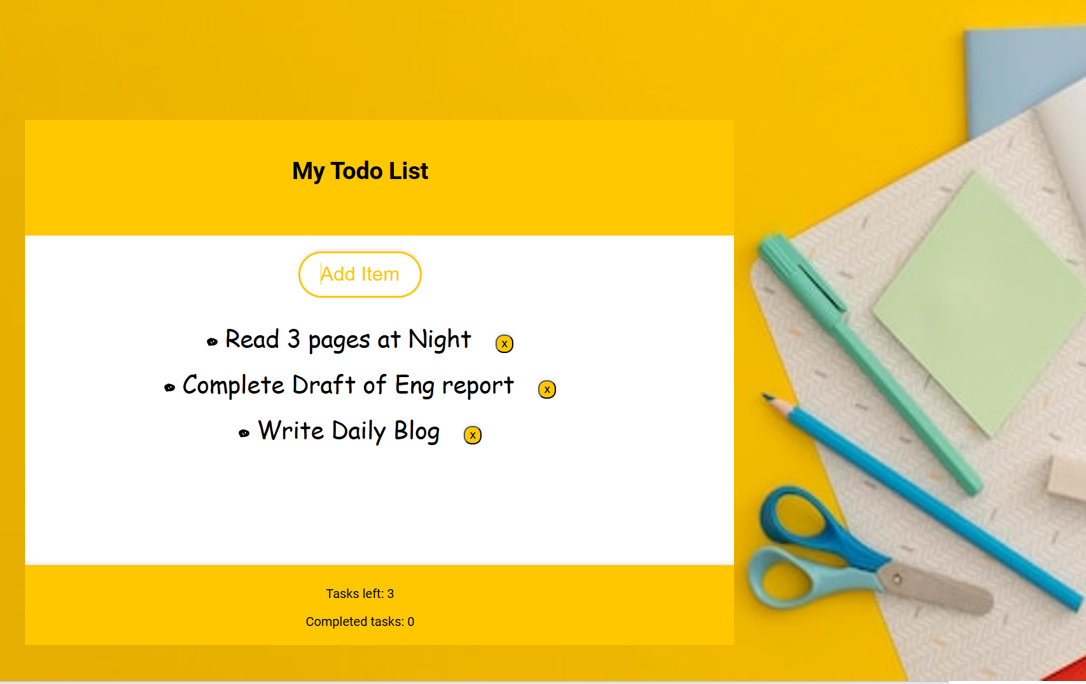 My Todo List
Add Item
Read 3 pages at Night x
Complete Draft of Eng report x
Write Daily Blog x
Tasks left: 3
Completed tasks: 0